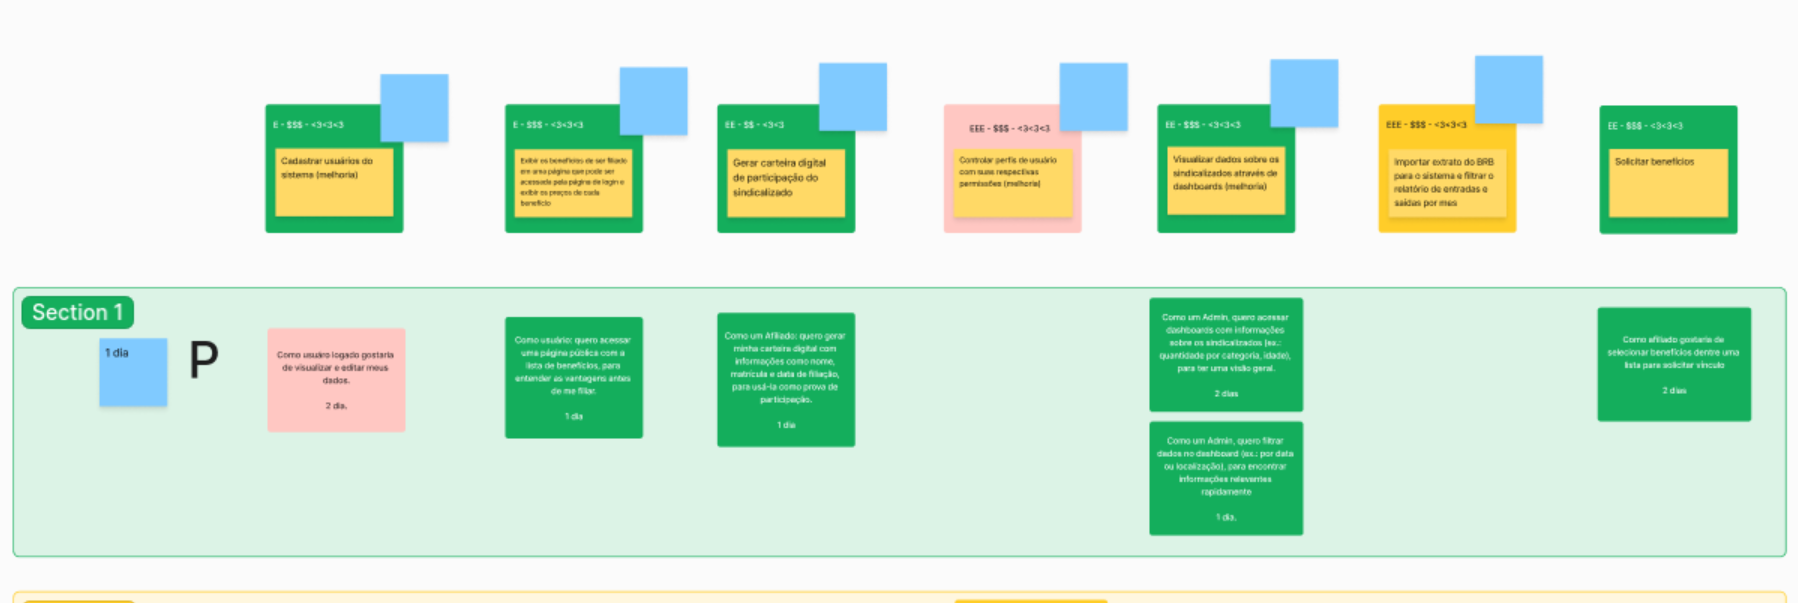 E - $$$ - <3<3<3
Cadastrar usuários do
sistema (melhoria)
E - $$$ - <3<3<3
Exibir os benefícios de ser filiado
em uma página que pode ser
acessada pela página de login e
exibir os preços de cada
benefício
EE - $$ - <3<3
Gerar carteira digital
de participação do
sindicalizado
EEE - $$$ - <3<3<3
Controlar perfis de usuário
com suas respectivas
permissões (melhoria)
EE - $$$ - <3<3<3
Visualizar dados sobre os
sindicalizados através de
dashboards (melhoria)
EEE - $$$ - <3<3<3
Importar extrato do BRB
para o sistema e filtrar o
relatório de entradas e
saídas por mes
EE - $$$ - <3<3<3
Solicitar benefícios
Section 1
1 dia
P
Como usuáro logado gostaria
de visualizar e editar meus
dados.
2 dia.
Como usuário: quero acessar
uma página pública com a
lista de benefícios, para
entender as vantagens antes
de me filiar.
1 dia
Como um Afiliado: quero gerar
minha carteira digital com
informações como nome,
matrícula e data de filiação,
para usá-la como prova de
participação.
1 dia
Como um Admin, quero acessar
dashboards com informações
sobre os sindicalizados (ex.:
quantidade por categoria, idade),
para ter uma visão geral.
2 dias
Como um Admin, quero filtrar
dados no dashboard (ex.: por data
ou localização), para encontrar
informações relevantes
rapidamente
1 dia.
Como afiliado gostaria de
selecionar benefícios dentre uma
lista para solicitar vínculo
2 dias